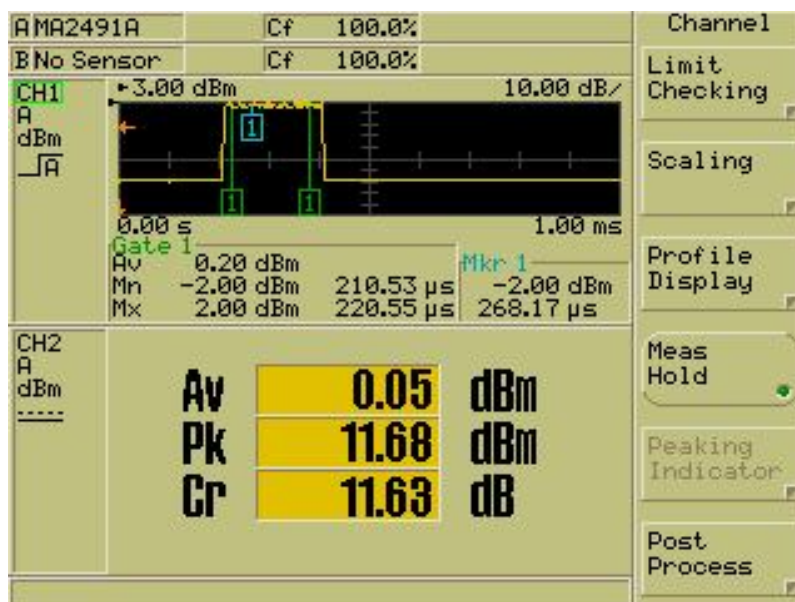 A MA2491A Cf 100.0%
B No Sensor Cf 100.0%
CH1
A
dBm
A
3.00 dBm 10.00 dB/
1
1 1
0.00 s 1.00 ms
Gate 1
Av 0.20 dBm
Mn -2.00 dBm 210.53 µs
Mx 2.00 dBm 220.55 µs
Mkr 1
-2.00 dBm
268.17 µs
CH2
A
dBm
Av 0.05 dBm
Pk 11.68 dBm
Cr 11.63 dB
Channel
Limit
Checking
Scaling
Profile
Display
Meas
Hold
Peaking
Indicator
Post
Process